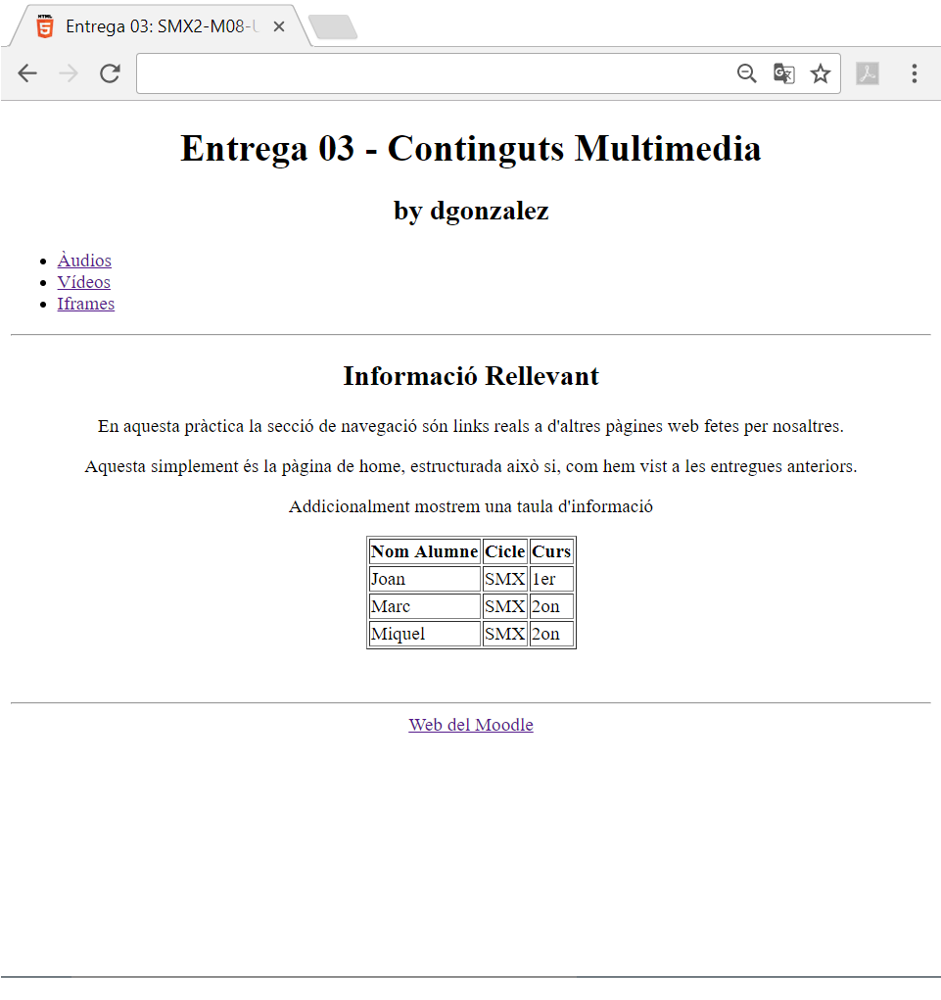 Entrega 03: SMX2-M08-
Entrega 03 - Continguts Multimedia
by dgonzalez
Àudios
Vídeos
Iframes
Informació Rellevant
En aquesta pràctica la secció de navegació són links reals a d'altres pàgines web fetes per nosaltres.
Aquesta simplement és la pàgina de home, estructurada això si, com hem vist a les entregues anteriors.
Addicionalment mostrem una taula d'informació
Nom Alumne Cicle Curs
Joan SMX 1er
Marc SMX 2on
Miquel SMX 2on
Web del Moodle